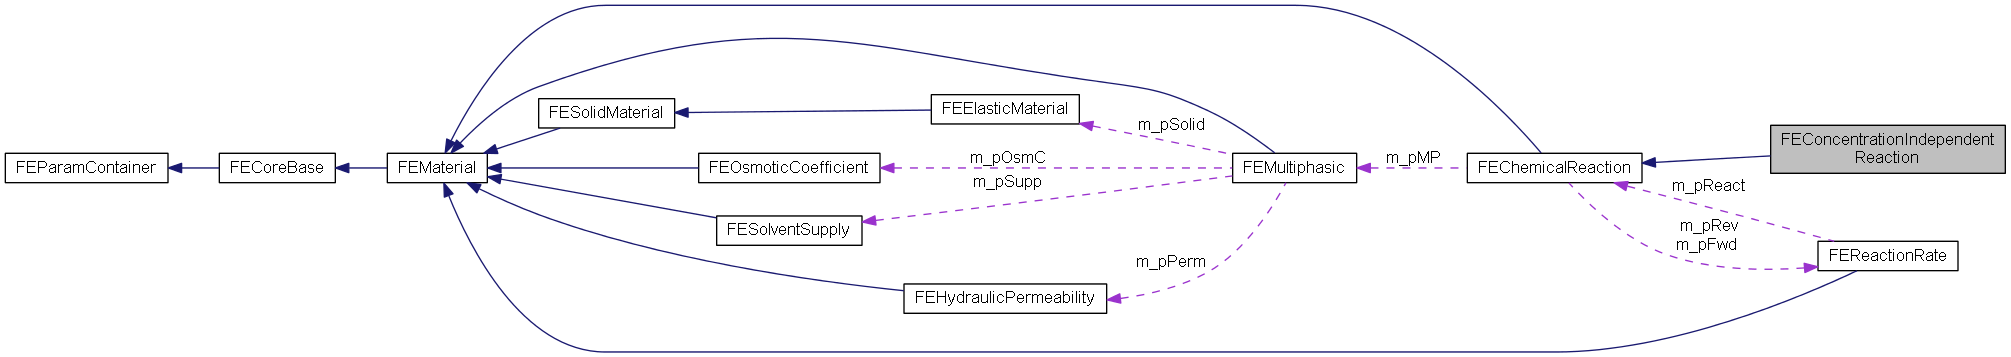 FEParamContainer
FECoreBase
FEMaterial
FESolidMaterial
FEOsmoticCoefficient
FESolventSupply
FEHydraulicPermeability
FEElasticMaterial
m_pSolid
m_pOsmC
m_pSupp
m_pPerm
FEMultiphasic
m_pMP
FEChemicalReaction
m_pReact
m_pRev
m_pFwd
FEConcentrationIndependent
Reaction
FEReactionRate